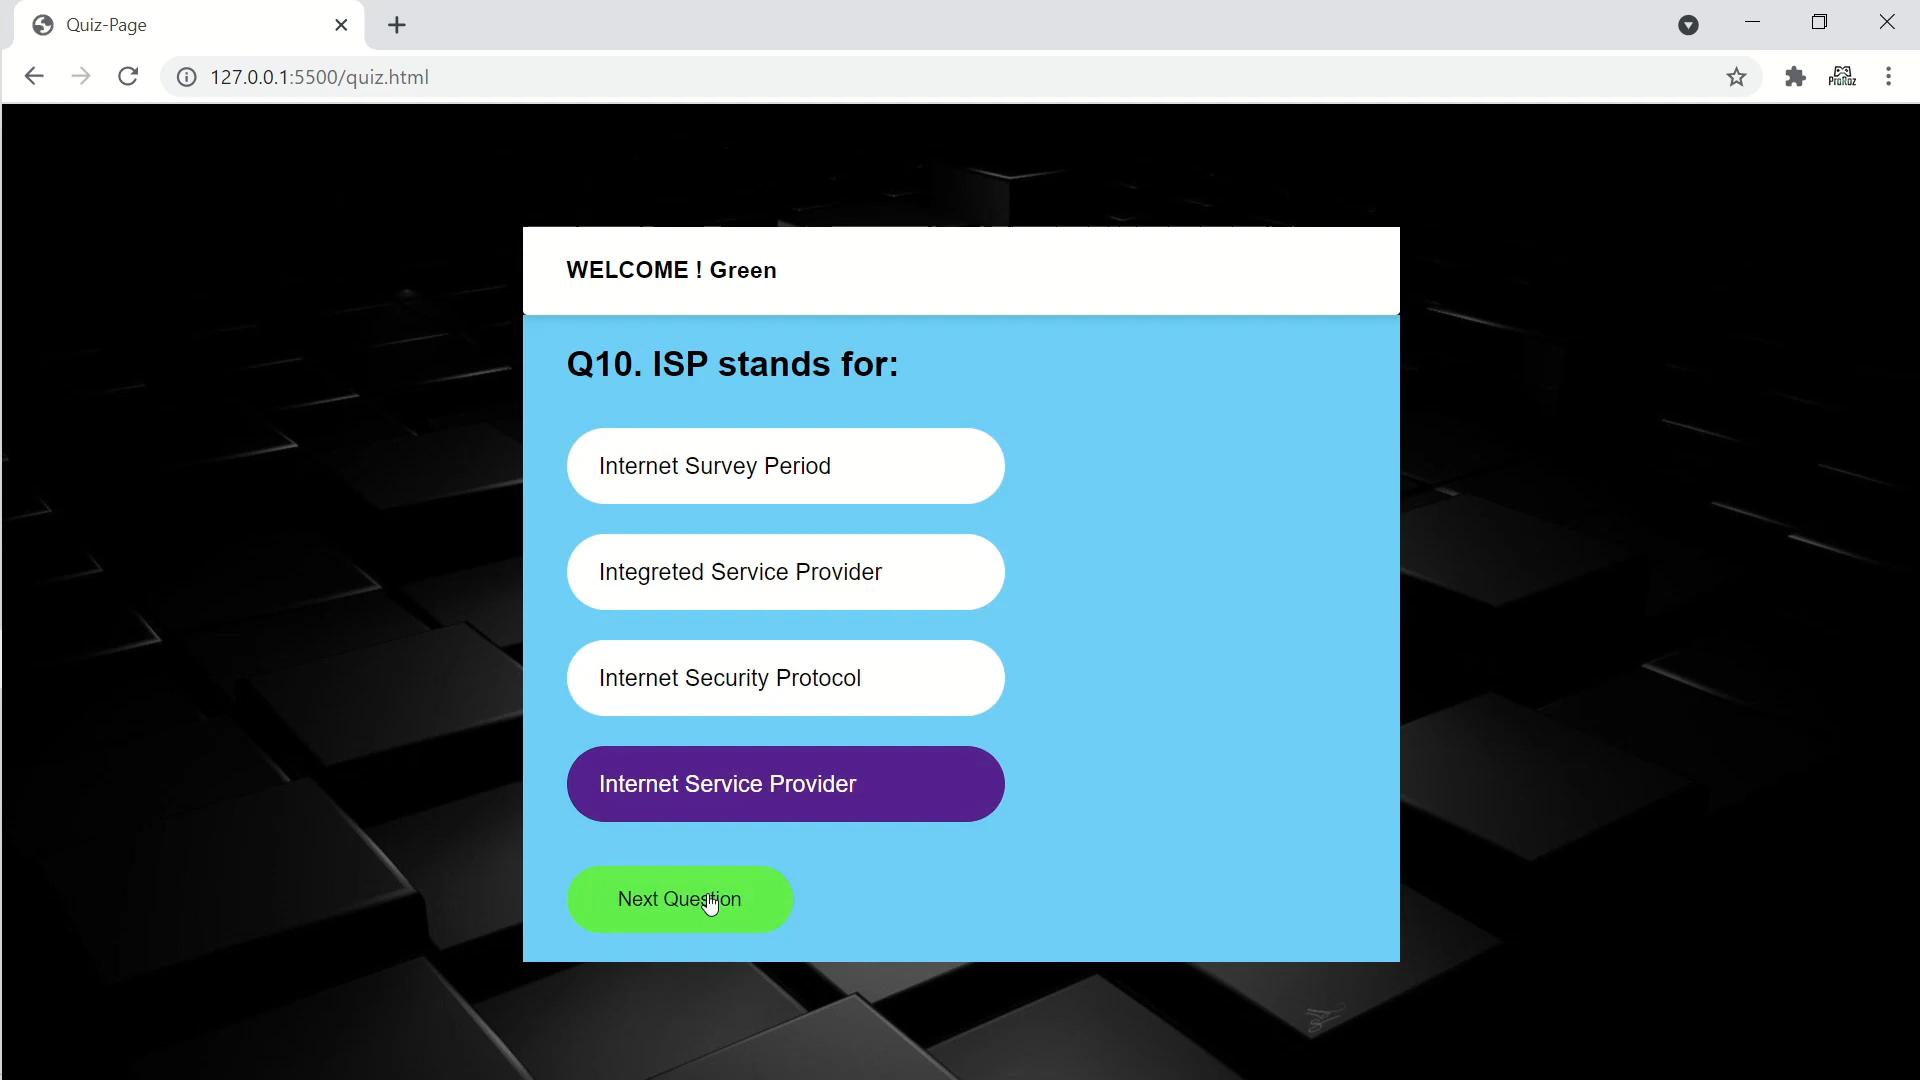 Quiz-Page
127.0.0.1:5500/quiz.html
ProRoz
WELCOME ! Green
Q10. ISP stands for:
Internet Survey Period
Integreted Service Provider
Internet Security Protocol
Internet Service Provider
Next Question